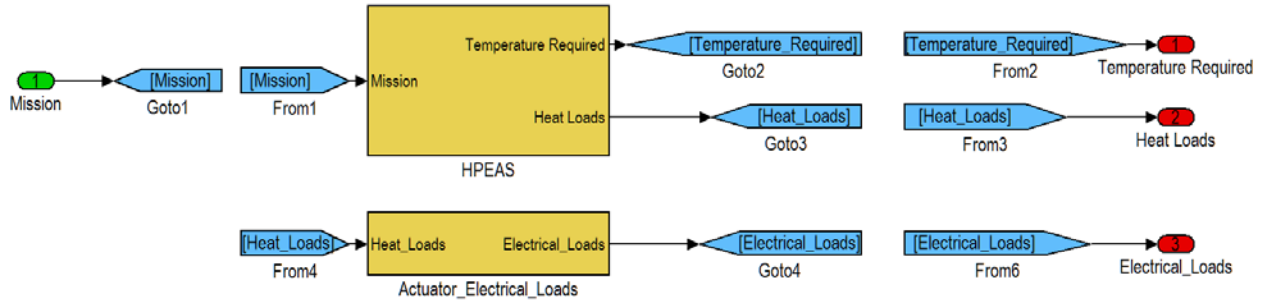 1
Mission
[Mission]
Goto1
[Mission]
From1
Mission
Temperature Required
Heat Loads
HPEAS
[Temperature_Required]
Goto2
[Heat_Loads]
Goto3
[Temperature_Required]
From2
1
Temperature Required
[Heat_Loads]
From3
2
Heat Loads
[Heat_Loads]
From4
Heat_Loads
Electrical_Loads
Actuator_Electrical_Loads
[Electrical_Loads]
Goto4
[Electrical_Loads]
From6
3
Electrical_Loads